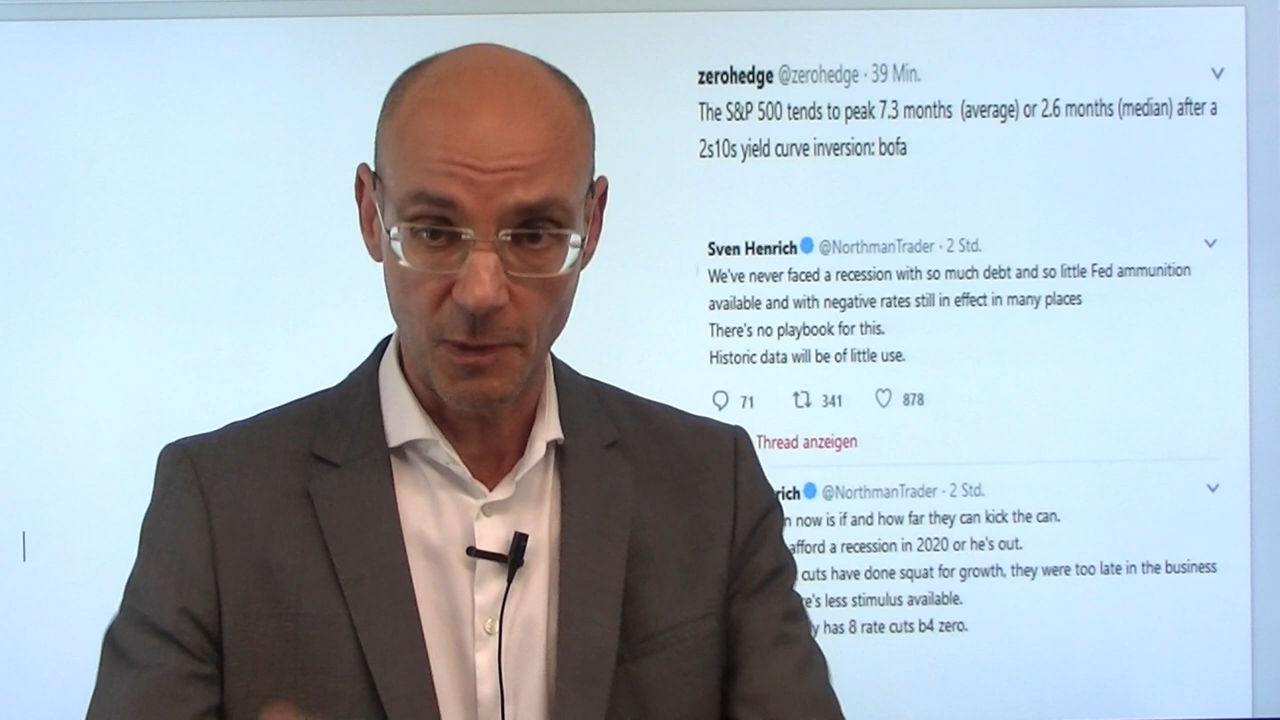 zerohedge @zerohedge · 39 Min.
The S&P 500 tends to peak 7.3 months (average) or 2.6 months (median) after a
2s10s yield curve inversion: bofa
Sven Henrich @NorthmanTrader · 2 Std.
We've never faced a recession with so much debt and so little Fed ammunition
available and with negative rates still in effect in many places
There's no playbook for this.
Historic data will be of little use.
71 341 878
Thread anzeigen
rich @NorthmanTrader · 2 Std.
n now is if and how far they can kick the can.
afford a recession in 2020 or he's out.
cuts have done squat for growth, they were too late in the business
e's less stimulus available.
y has 8 rate cuts b4 zero.